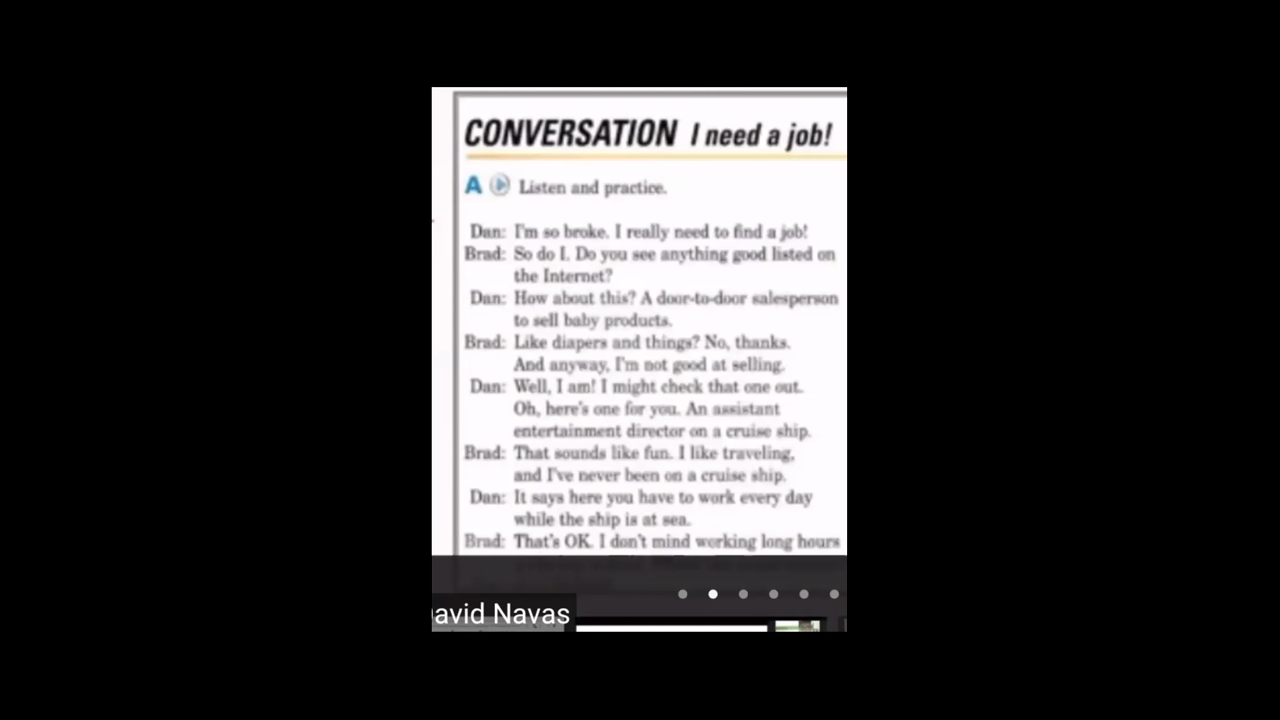 CONVERSATION I need a job!
A Listen and practice.
Dan: I'm so broke. I really need to find a job!
Brad: So do I. Do you see anything good listed on
the Internet?
Dan: How about this? A door-to-door salesperson
to sell baby products.
Brad: Like diapers and things? No, thanks.
And anyway, I'm not good at selling.
Dan: Well, I am! I might check that one out.
Oh, here's one for you. An assistant
entertainment director on a cruise ship.
Brad: That sounds like fun. I like traveling,
and I've never been on a cruise ship.
Dan: It says here you have to work every day
while the ship is at sea.
Brad: That's OK. I don't mind working long hours
avid Navas